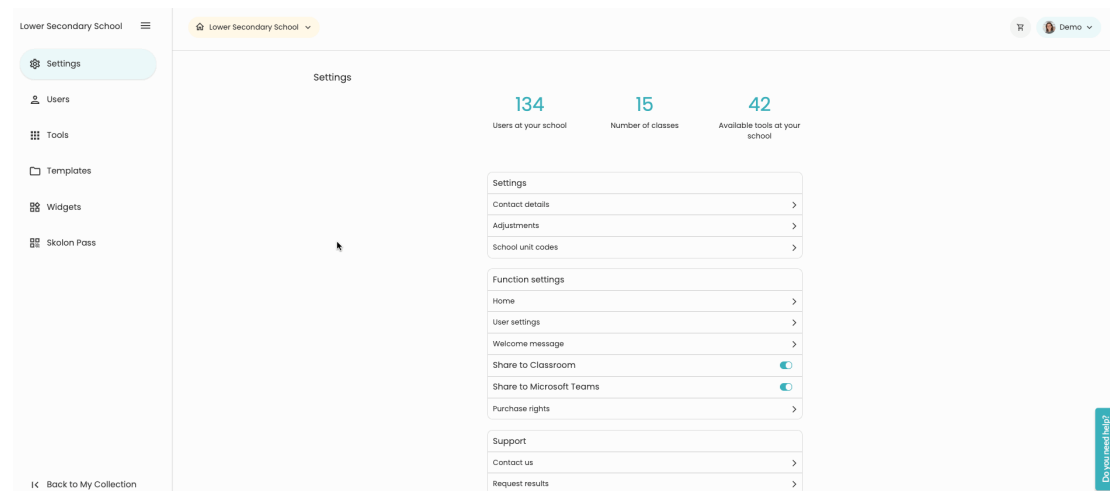 Lower Secondary School
Lower Secondary School
Demo
Settings
Users
Tools
Templates
Widgets
Skolon Pass
Back to My Collection
Settings
134
Users at your school
15
Number of classes
42
Available tools at your
school
Settings
Contact details
Adjustments
School unit codes
Function settings
Home
User settings
Welcome message
Share to Classroom
Share to Microsoft Teams
Purchase rights
Support
Contact us
Request results
Do you need help?